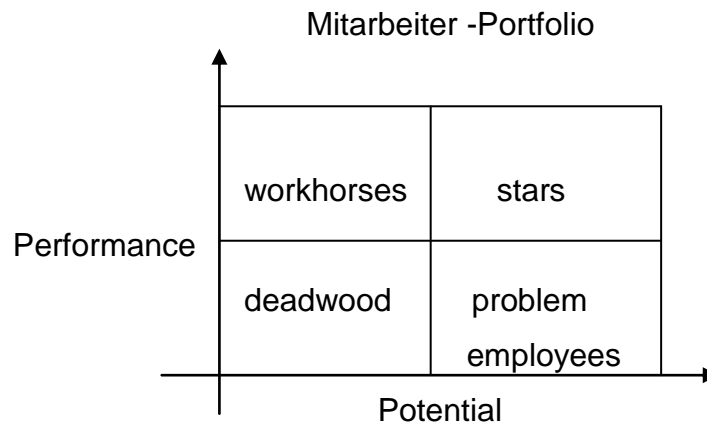 Mitarbeiter -Portfolio
workhorses stars
Performance
deadwood problem
employees
Potential